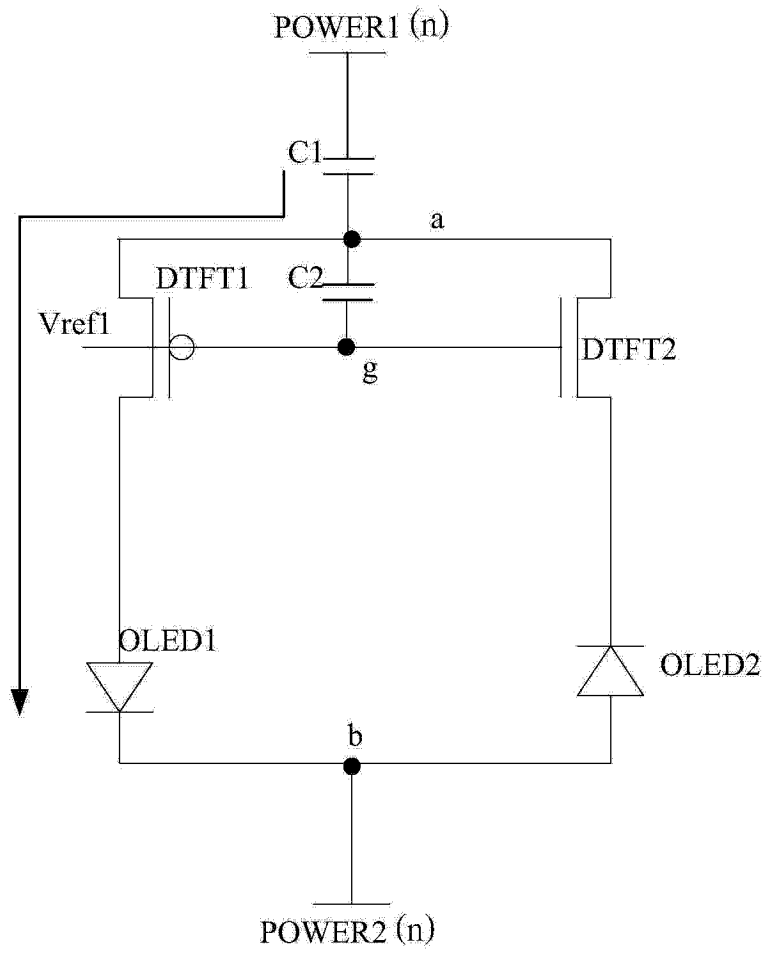 POWER1(n)
C1
a
DTFT1
C2
Vref1
g
DTFT2
OLED1
OLED2
b
POWER2(n)